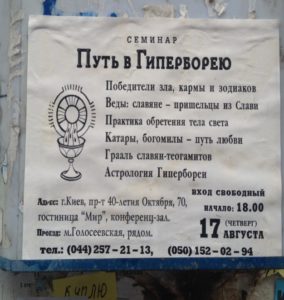 СЕМИНАР
ПУТЬ В ГИПЕРБОРЕЮ
Победители зла, кармы и зодиаков
Веды: славяне – пришельцы из Слави
Практика обретения тела света
Катары, богомилы – путь любви
Грааль славян-теогамитов
Астрология Гипербореи
ВХОД СВОБОДНЫЙ
Адрес: г.Киев, пр-т 40-летия Октября, 70,
гостиница "Мир", конференц-зал.
Проезд: м.Голосеевская, рядом.
НАЧАЛО: 18.00
17 (ЧЕТВЕРГ) АВГУСТА
тел.: (044) 257-21-13, (050) 152-02-94
КУПЛЮ